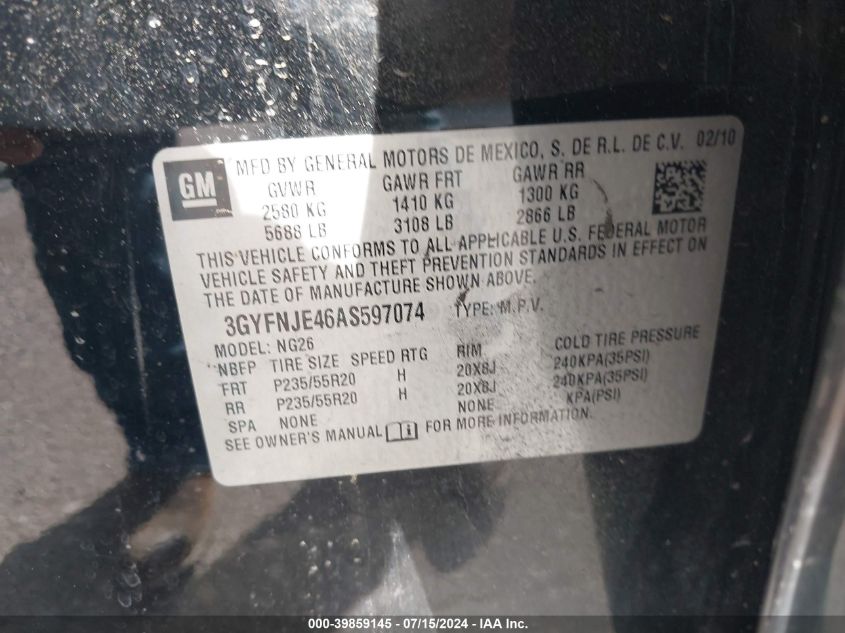 GM
MFD BY GENERAL MOTORS DE MEXICO, S. DE R.L. DE C.V. 02/10
GVWR GAWR FRT GAWR RR
2580 KG 1410 KG 1300 KG
5688 LB 3108 LB 2866 LB
THIS VEHICLE CONFORMS TO ALL APPLICABLE U.S. FEDERAL MOTOR
VEHICLE SAFETY AND THEFT PREVENTION STANDARDS IN EFFECT ON
THE DATE OF MANUFACTURE SHOWN ABOVE.
3GYFNJE46AS597074 TYPE: M.P.V.
MODEL: NG26
NBFP TIRE SIZE SPEED RTG RIM COLD TIRE PRESSURE
FRT P235/55R20 H 20X8J 240KPA(35PSI)
RR P235/55R20 H 20X8J 240KPA(35PSI)
SPA NONE NONE KPA(PSI)
SEE OWNER'S MANUAL FOR MORE INFORMATION.
000-39859145 - 07/15/2024 - IAAI.com. Copyright © 2024 IAA, Inc.